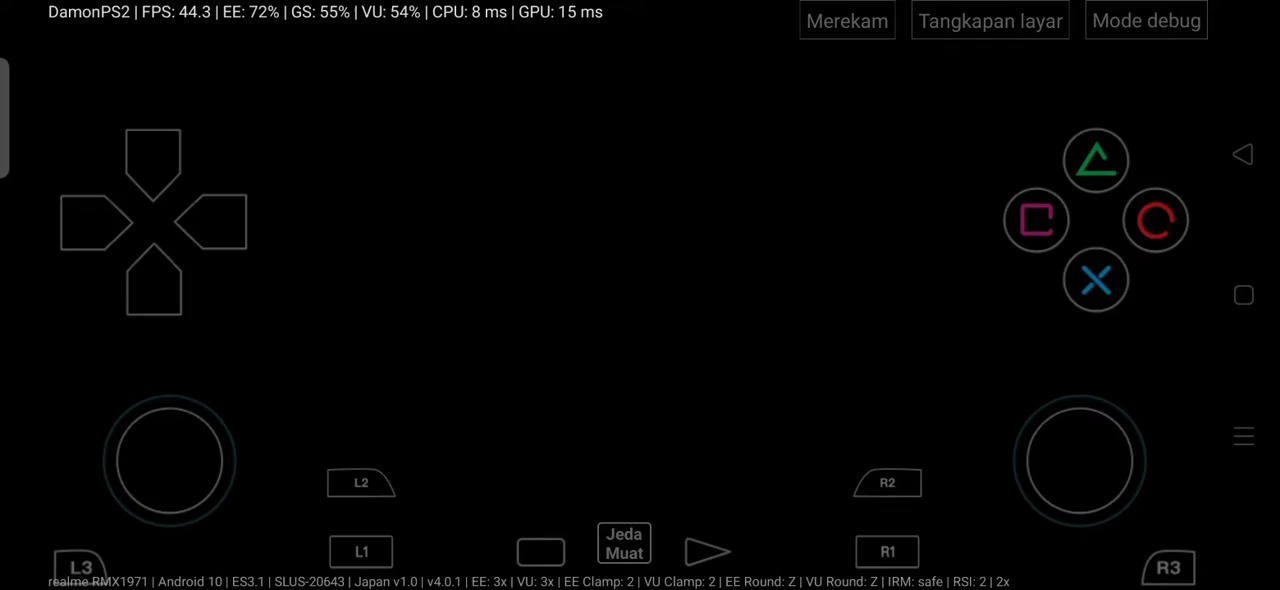 DamonPS2 | FPS: 44.3 | EE: 72% | GS: 55% | VU: 54% | CPU: 8 ms | GPU: 15 ms
Merekam
Tangkapan layar
Mode debug
L2
R2
Jeda
Muat
L1
R1
L3
R3
realme RMX1971 | Android 10 | ES3.1 | SLUS-20643 | Japan v1.0 | v4.0.1 | EE: 3x | VU: 3x | EE Clamp: 2 | VU Clamp: 2 | EE Round: Z | VU Round: Z | IRM: safe | RSI: 2 | 2x